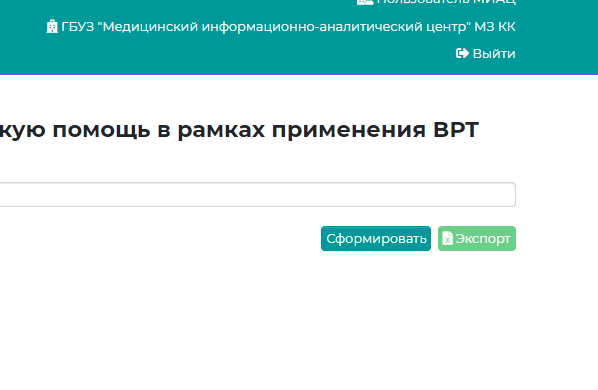 Пользователь МИАЦ
ГБУЗ "Медицинский информационно-аналитический центр" МЗ КК
Выйти
кую помощь в рамках применения ВРТ
Сформировать
Экспорт